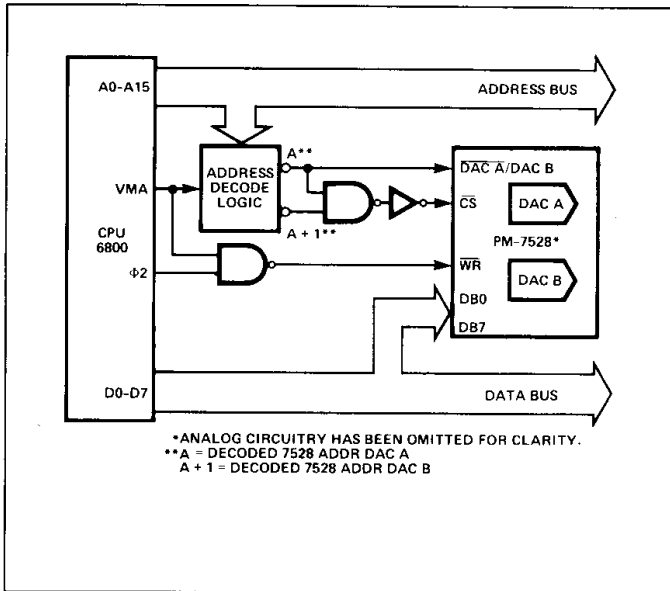 A0-A15
ADDRESS BUS
A**
ADDRESS
DECODE
LOGIC
DAC A/DAC B
VMA
CS
DAC A
CPU
6800
A + 1**
PM-7528*
Φ2
WR
DAC B
DB0
DB7
D0-D7
DATA BUS
*ANALOG CIRCUITRY HAS BEEN OMITTED FOR CLARITY.
**A = DECODED 7528 ADDR DAC A
A + 1 = DECODED 7528 ADDR DAC B